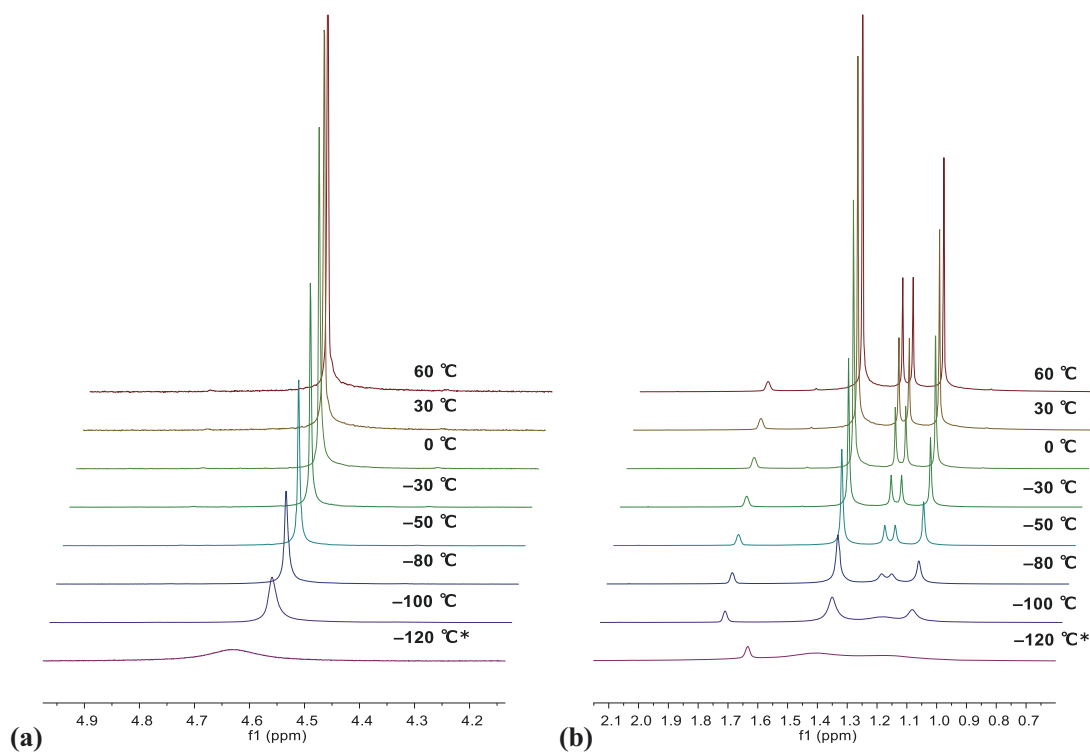 60 ℃
30 ℃
0 ℃
–30 ℃
–50 ℃
–80 ℃
–100 ℃
–120 ℃*
4.9 4.8 4.7 4.6 4.5 4.4 4.3 4.2
f1 (ppm)
(a)
60 ℃
30 ℃
0 ℃
–30 ℃
–50 ℃
–80 ℃
–100 ℃
–120 ℃*
2.1 2.0 1.9 1.8 1.7 1.6 1.5 1.4 1.3 1.2 1.1 1.0 0.9 0.8 0.7
f1 (ppm)
(b)